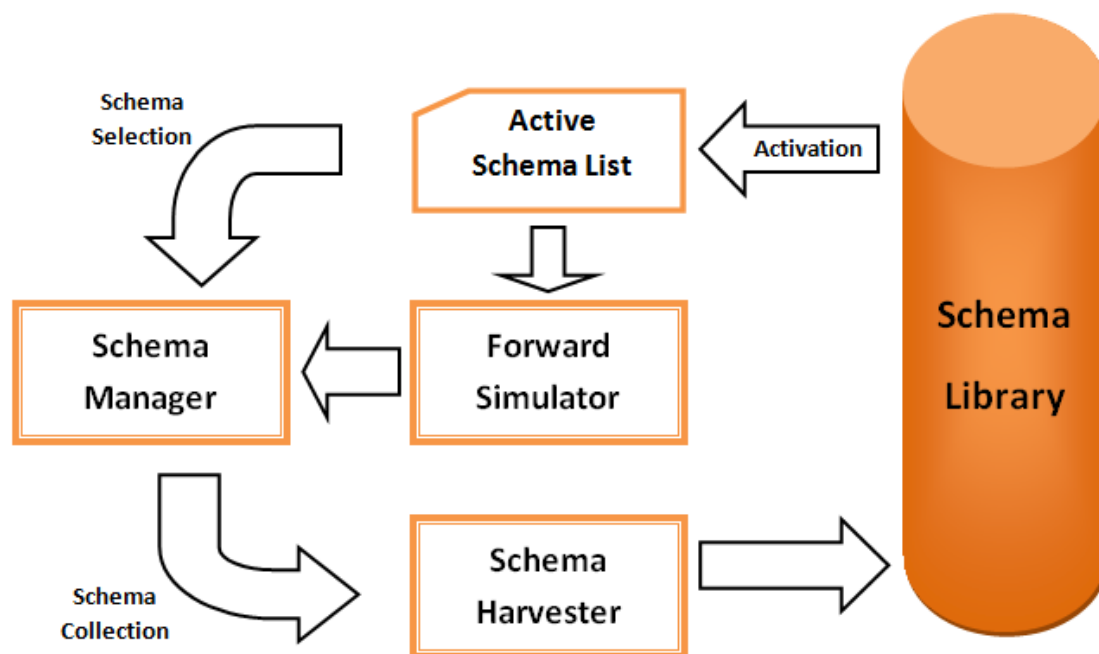 Schema
Selection
Active
Schema List
Activation
Schema
Manager
Forward
Simulator
Schema
Library
Schema
Collection
Schema
Harvester